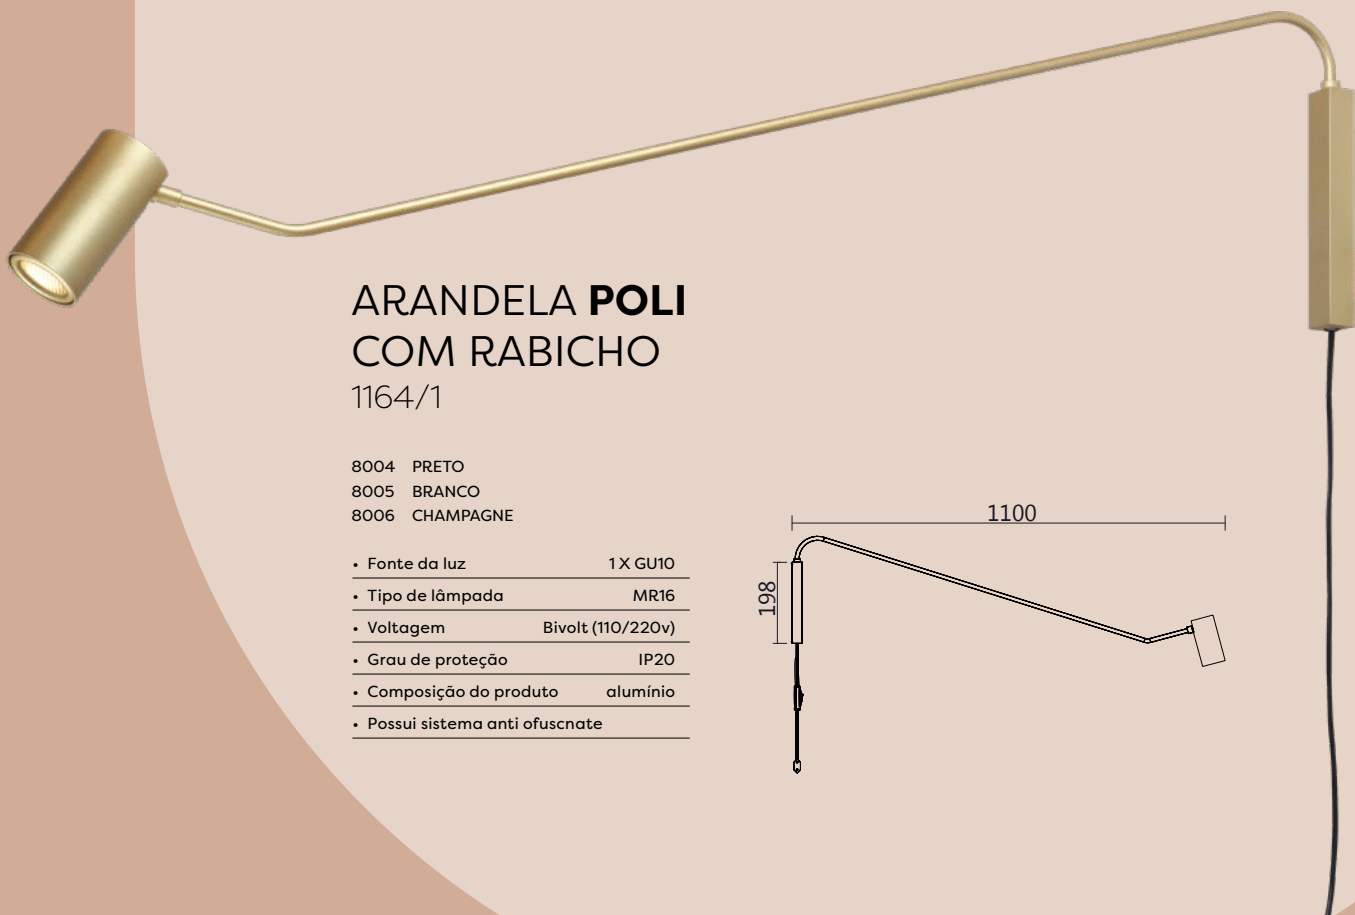 ARANDELA POLI
COM RABICHO
1164/1
8004 PRETO
8005 BRANCO
8006 CHAMPAGNE
• Fonte da luz 1 X GU10
• Tipo de lâmpada MR16
• Voltagem Bivolt (110/220v)
• Grau de proteção IP20
• Composição do produto alumínio
• Possui sistema anti ofuscnate
1100
198